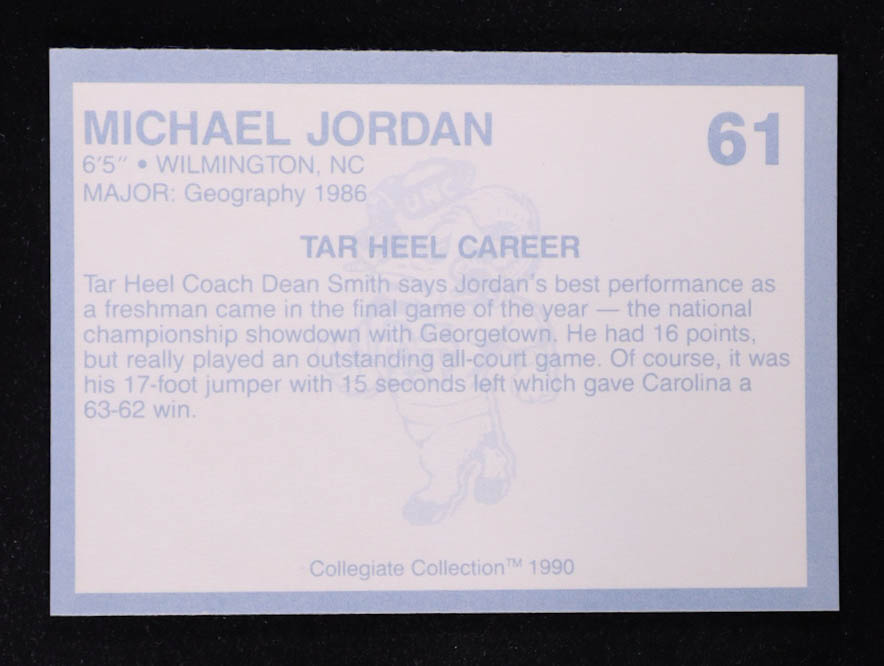 MICHAEL JORDAN 61
6'5" • WILMINGTON, NC
MAJOR: Geography 1986
UNC
TAR HEEL CAREER
Tar Heel Coach Dean Smith says Jordan's best performance as
a freshman came in the final game of the year — the national
championship showdown with Georgetown. He had 16 points,
but really played an outstanding all-court game. Of course, it was
his 17-foot jumper with 15 seconds left which gave Carolina a
63-62 win.
Collegiate Collection™ 1990